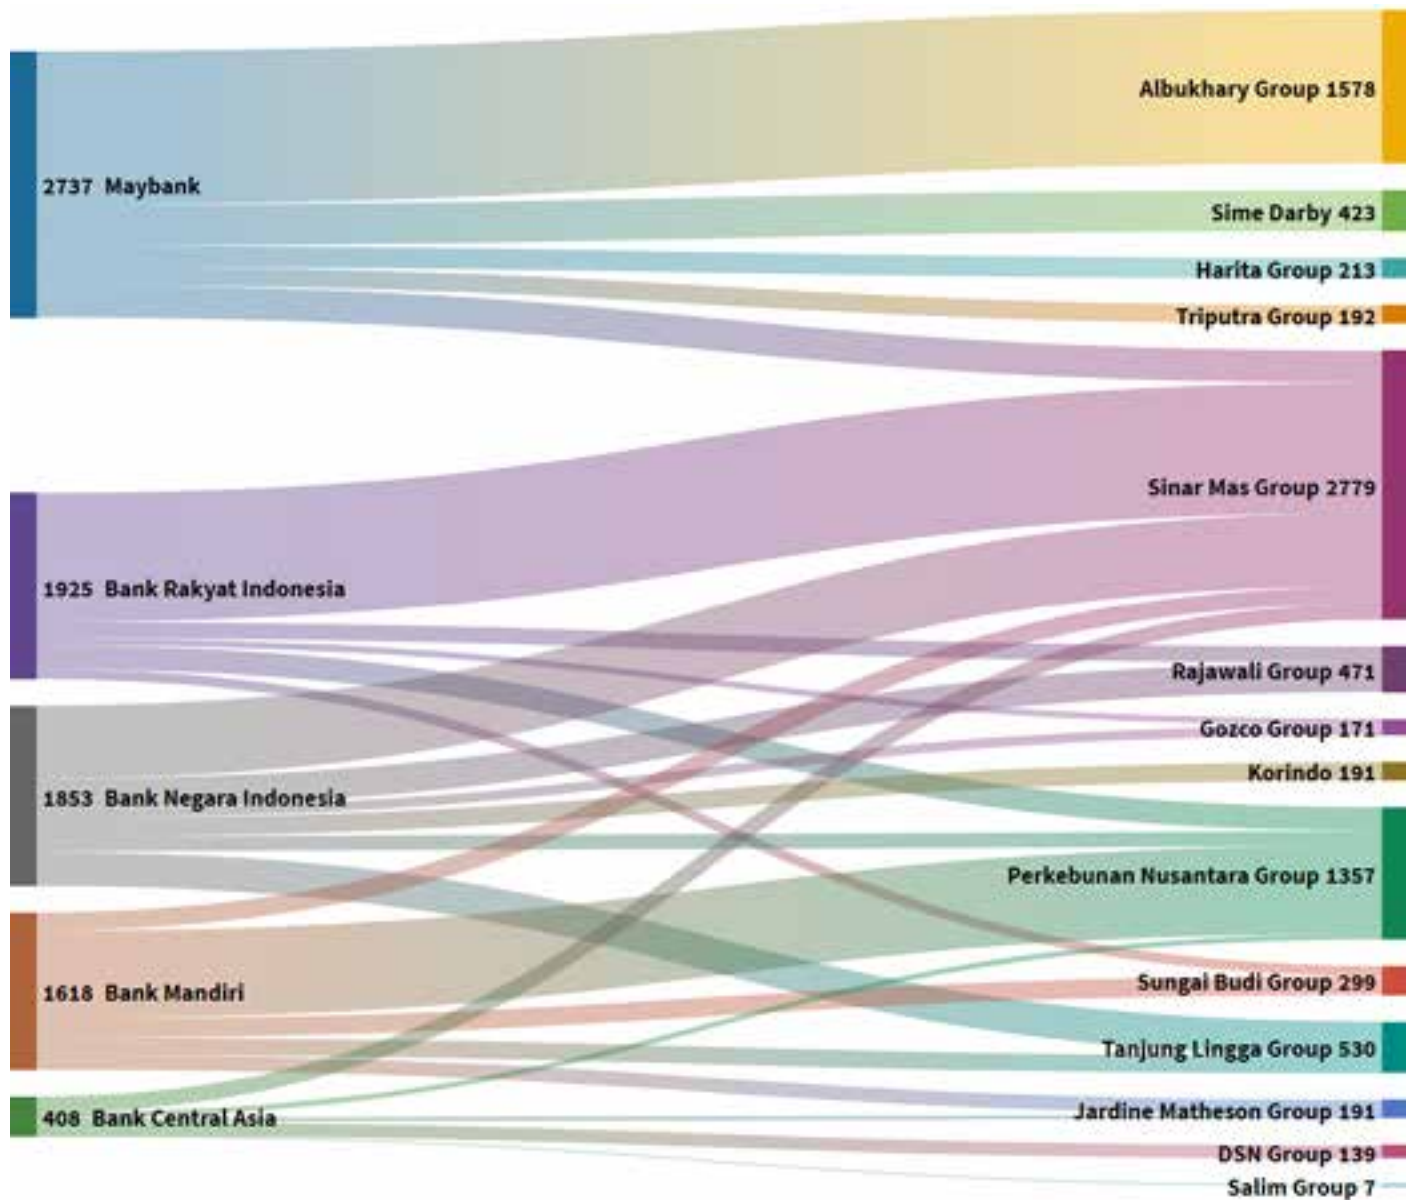 Albukhary Group 1578
2737 Maybank
Sime Darby 423
Harita Group 213
Triputra Group 192
Sinar Mas Group 2779
1925 Bank Rakyat Indonesia
Rajawali Group 471
Gozco Group 171
Korindo 191
1853 Bank Negara Indonesia
Perkebunan Nusantara Group 1357
Sungai Budi Group 299
1618 Bank Mandiri
Tanjung Lingga Group 530
Jardine Matheson Group 191
408 Bank Central Asia
DSN Group 139
Salim Group 7